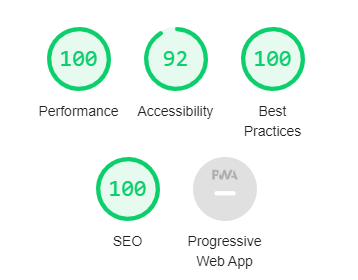 100 92 100
Performance Accessibility Best
Practices
100 PWA
SEO Progressive
Web App